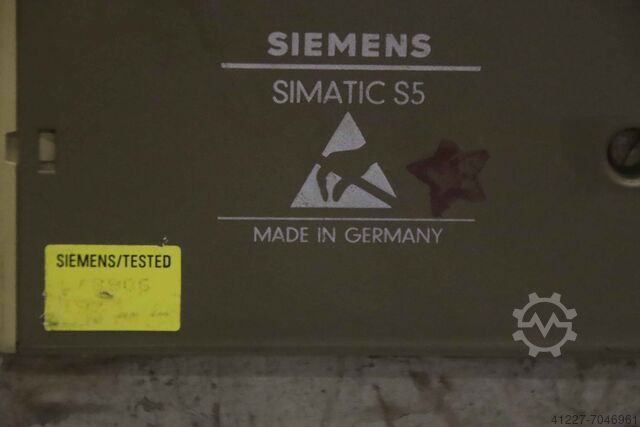 SIEMENS
SIMATIC S5
MADE IN GERMANY
SIEMENS/TESTED
41227-7046961